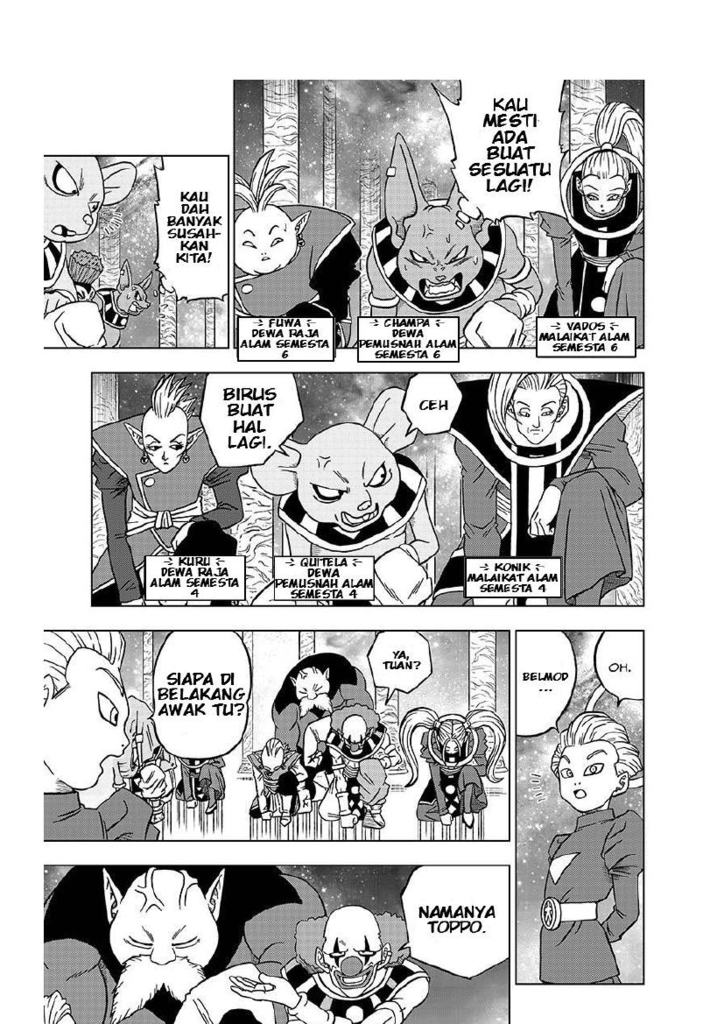 KAU
MESTI
ADA
BUAT
SESUATU
LAGI!
KAU
DAH
BANYAK
SUSAH-
KAN
KITA!
FUWA
DEWA RAJA
ALAM SEMESTA
6
CHAMPA
DEWA
PEMUSNAH ALAM
SEMESTA 6
VADOS
MALAIKAT ALAM
SEMESTA 6
BIRUS
BUAT
HAL
LAGI.
CEH
KURU
DEWA RAJA
ALAM SEMESTA
4
QUITELA
DEWA
PEMUSNAH ALAM
SEMESTA 4
KONIK
MALAIKAT ALAM
SEMESTA 4
SIAPA DI
BELAKANG
AWAK TU?
YA,
TUAN?
OH.
BELMOD
...
NAMANYA
TOPPO.